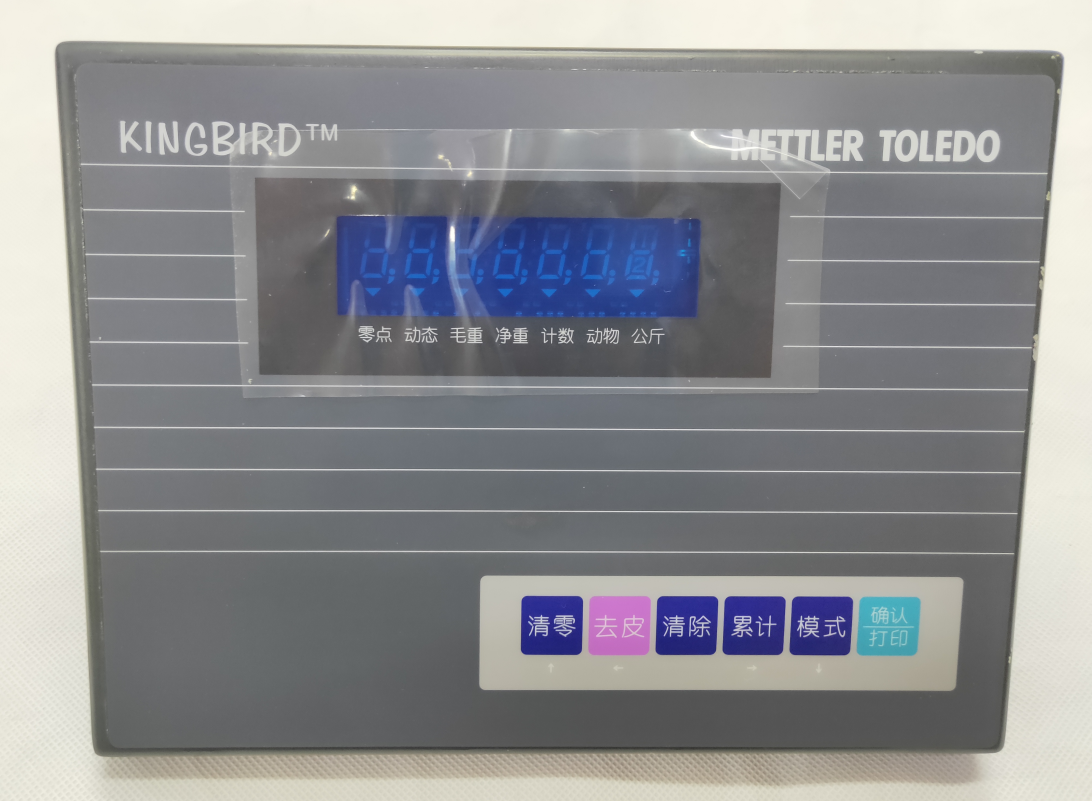 KINGBIRD™
METTLER TOLEDO
零点 动态 毛重 净重 计数 动物 公斤
清零 去皮 清除 累计 模式 确认
打印
↑ ← → ↓